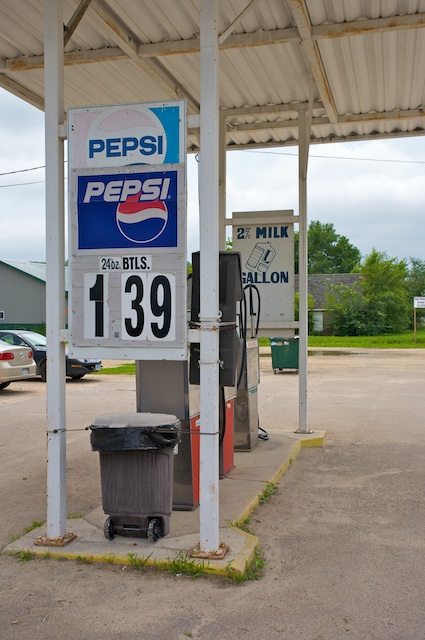 PEPSI
PEPSI
24oz. BTLS.
1 39
2% MILK
GALLON